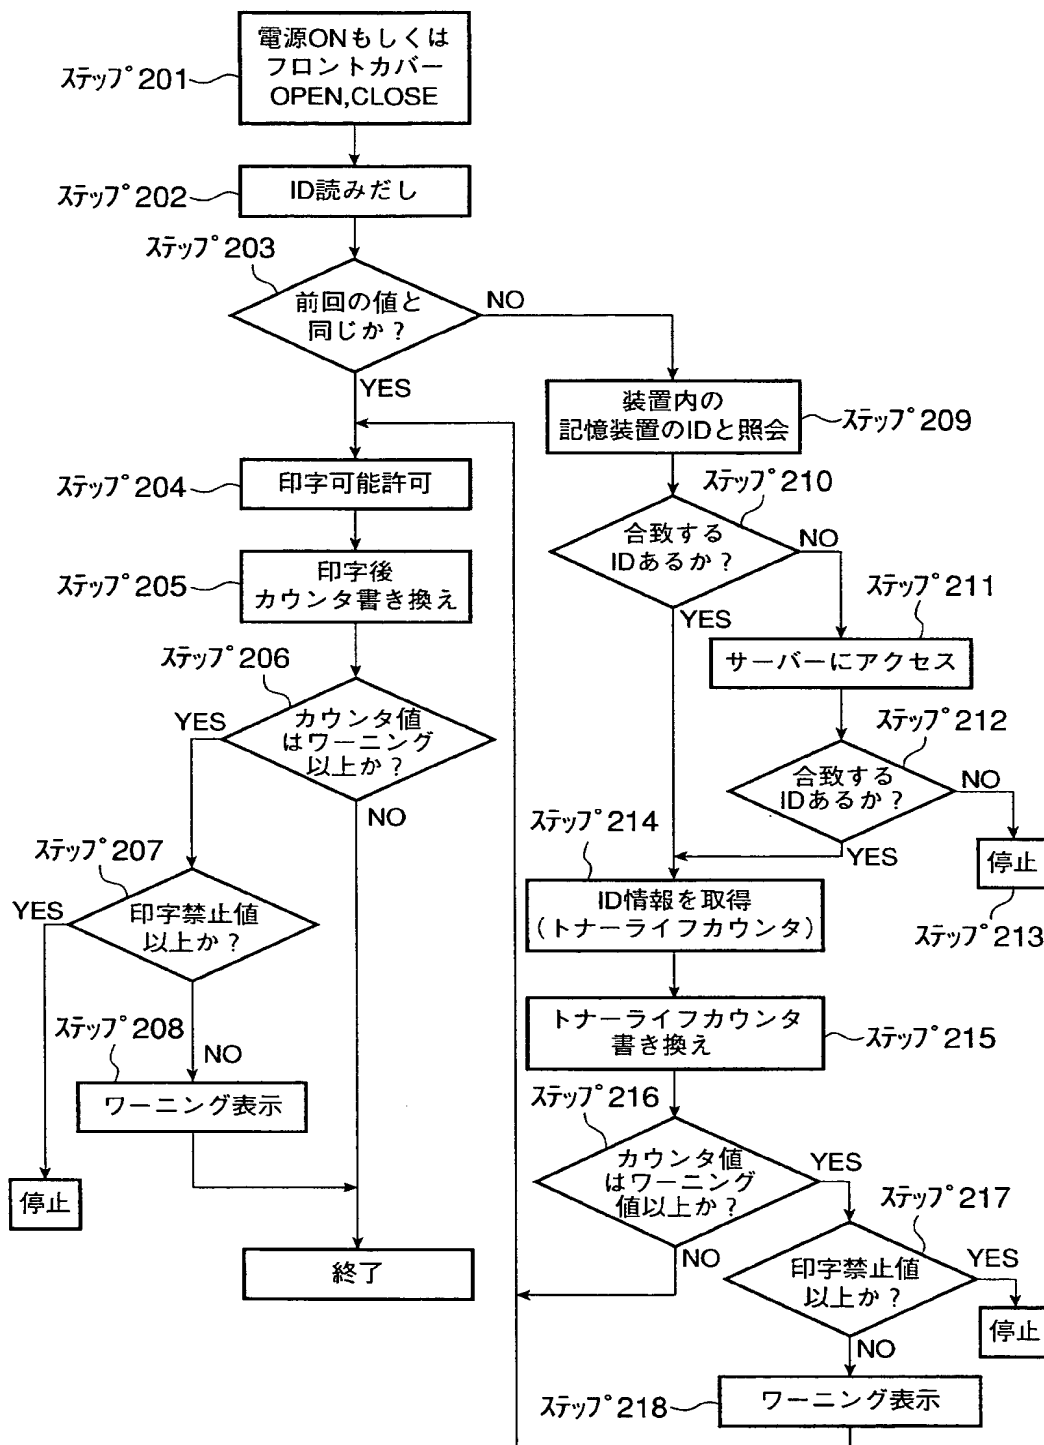 電源ONもしくは
フロントカバー
OPEN,CLOSE
ステップ201
ID読みだし
ステップ202
ステップ203
前回の値と
同じか？
NO
YES
装置内の
記憶装置のIDと照会
ステップ209
印字可能許可
ステップ204
ステップ210
合致する
IDあるか？
NO
YES
印字後
カウンタ書き換え
ステップ205
ステップ211
サーバーにアクセス
ステップ206
カウンタ値
はワーニング
以上か？
YES
NO
ステップ212
合致する
IDあるか？
NO
YES
停止
ステップ213
ステップ207
印字禁止値
以上か？
YES
NO
ステップ214
ID情報を取得
（トナーライフカウンタ）
トナーライフカウンタ
書き換え
ステップ215
ステップ208
ワーニング表示
停止
終了
ステップ216
カウンタ値
はワーニング
値以上か？
YES
NO
ステップ217
印字禁止値
以上か？
YES
停止
NO
ワーニング表示
ステップ218